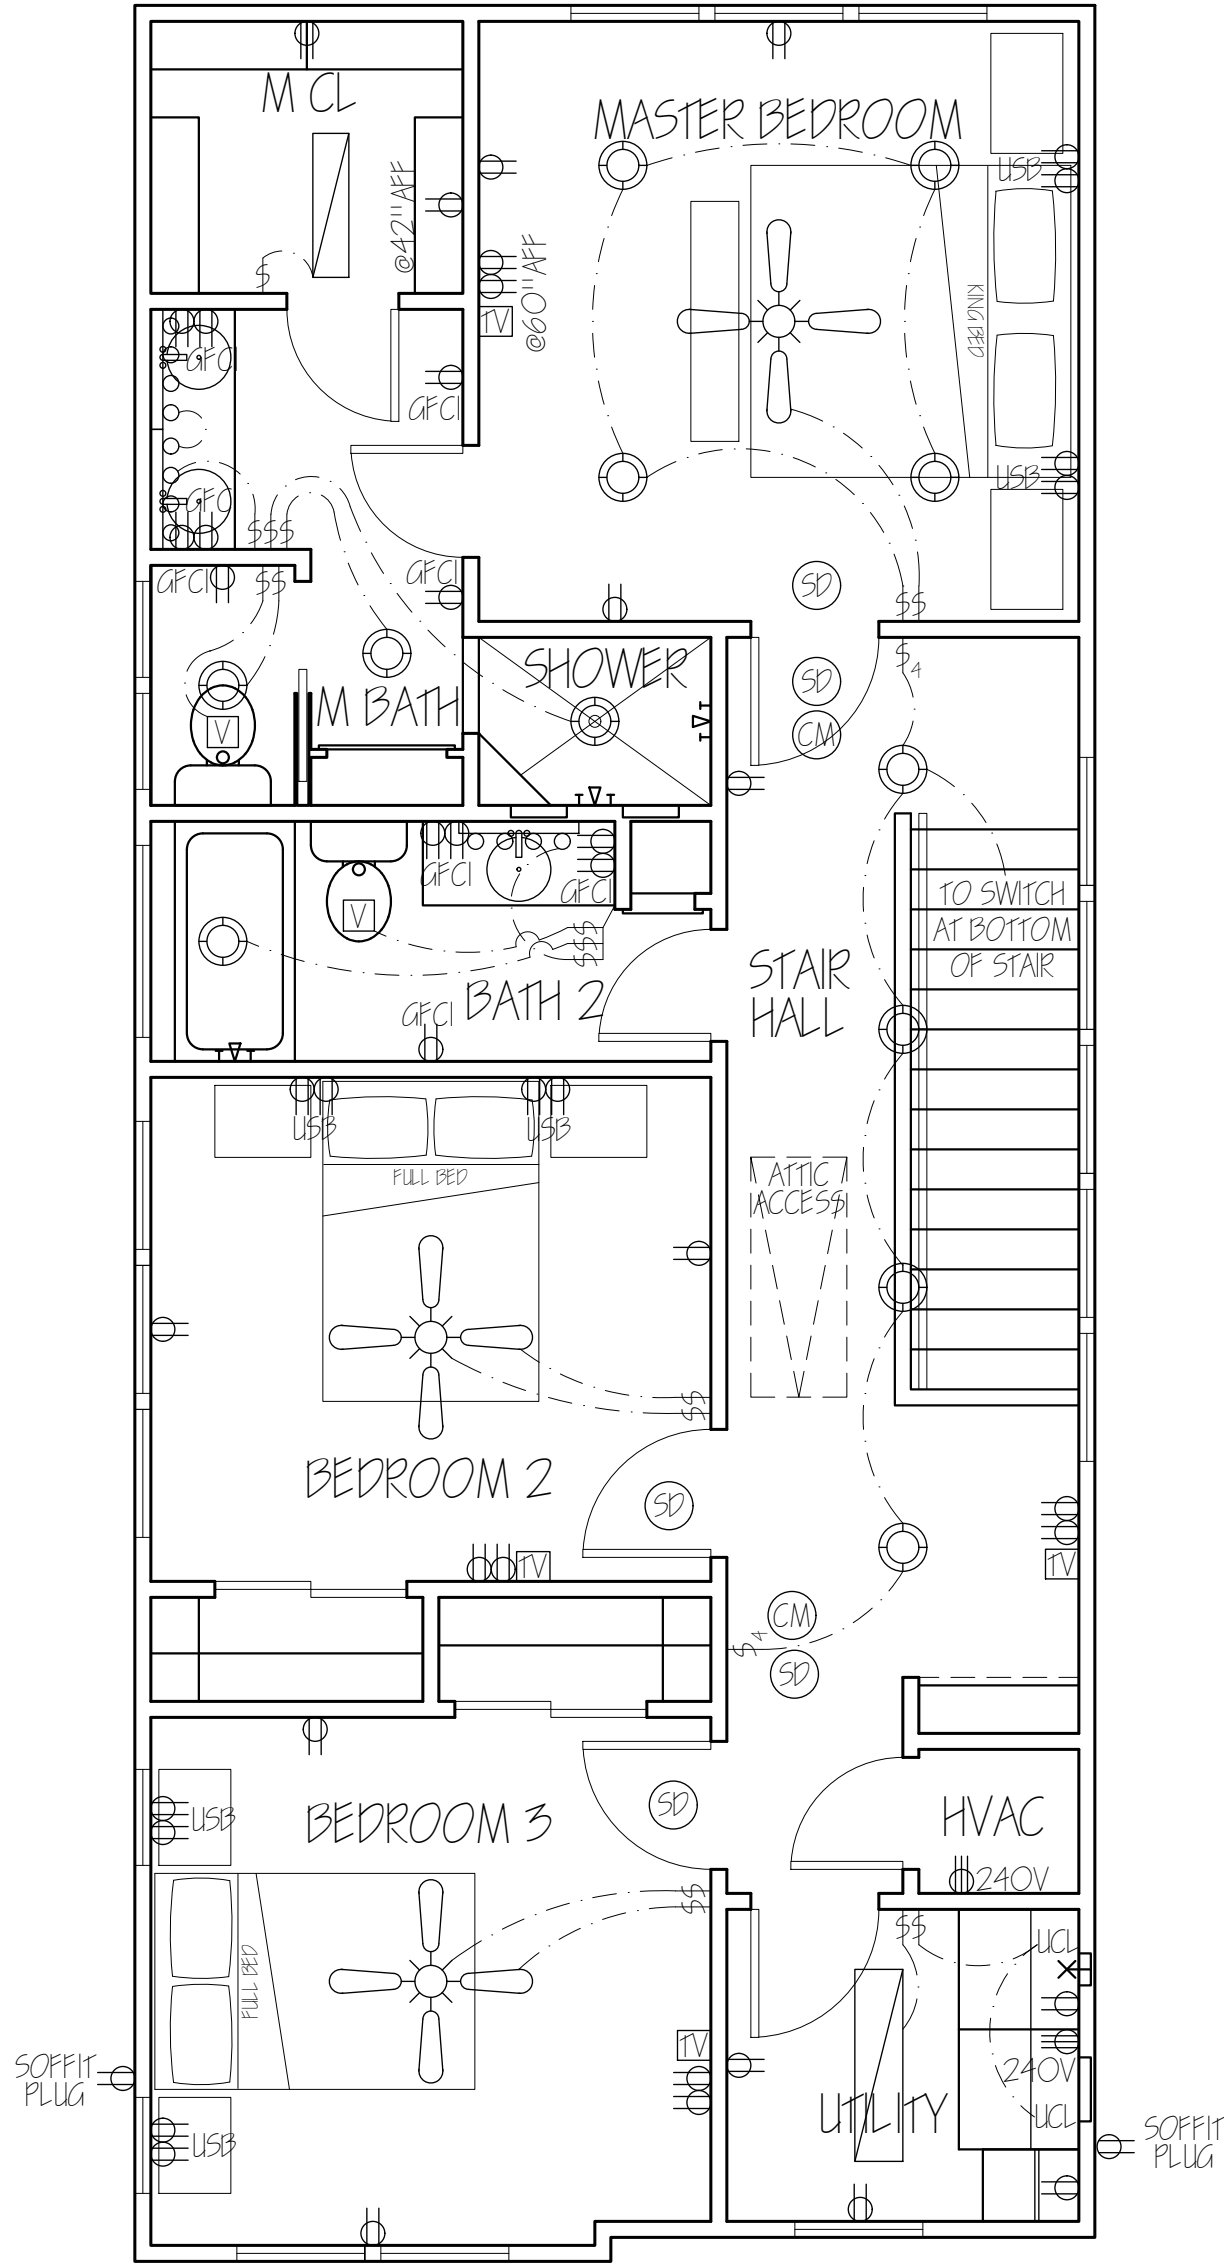 M CL
MASTER BEDROOM
USB
@42" AFF
$
@60" AFF
TV
KING BED
GFCI
GFCI
USB
GFCI
$$$
GFCI
$$
GFCI
SD
$$
SHOWER
SD
$4
M BATH
V
CM
GFCI
V
GFCI
TO SWITCH
AT BOTTOM
OF STAIR
$$$
STAIR
HALL
BATH 2
GFCI
USB
USB
FULL BED
ATTIC
ACCESS
$
$$
BEDROOM 2
SD
TV
TV
CM
$4
SD
BEDROOM 3
SD
USB
HVAC
240V
$$
$$
UCL
FULL BED
TV
SOFFIT
PLUG
240V
UTILITY
UCL
USB
SOFFIT
PLUG